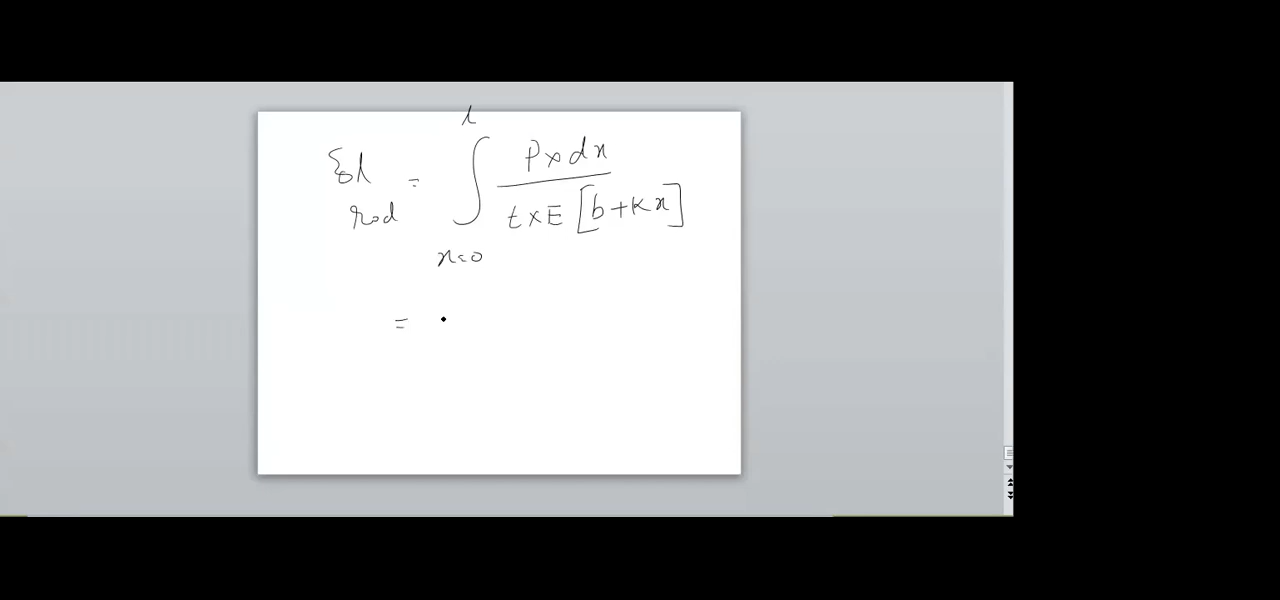 l
δl rod = ∫ P × dx / t × E [b + Kx]
x=0
=